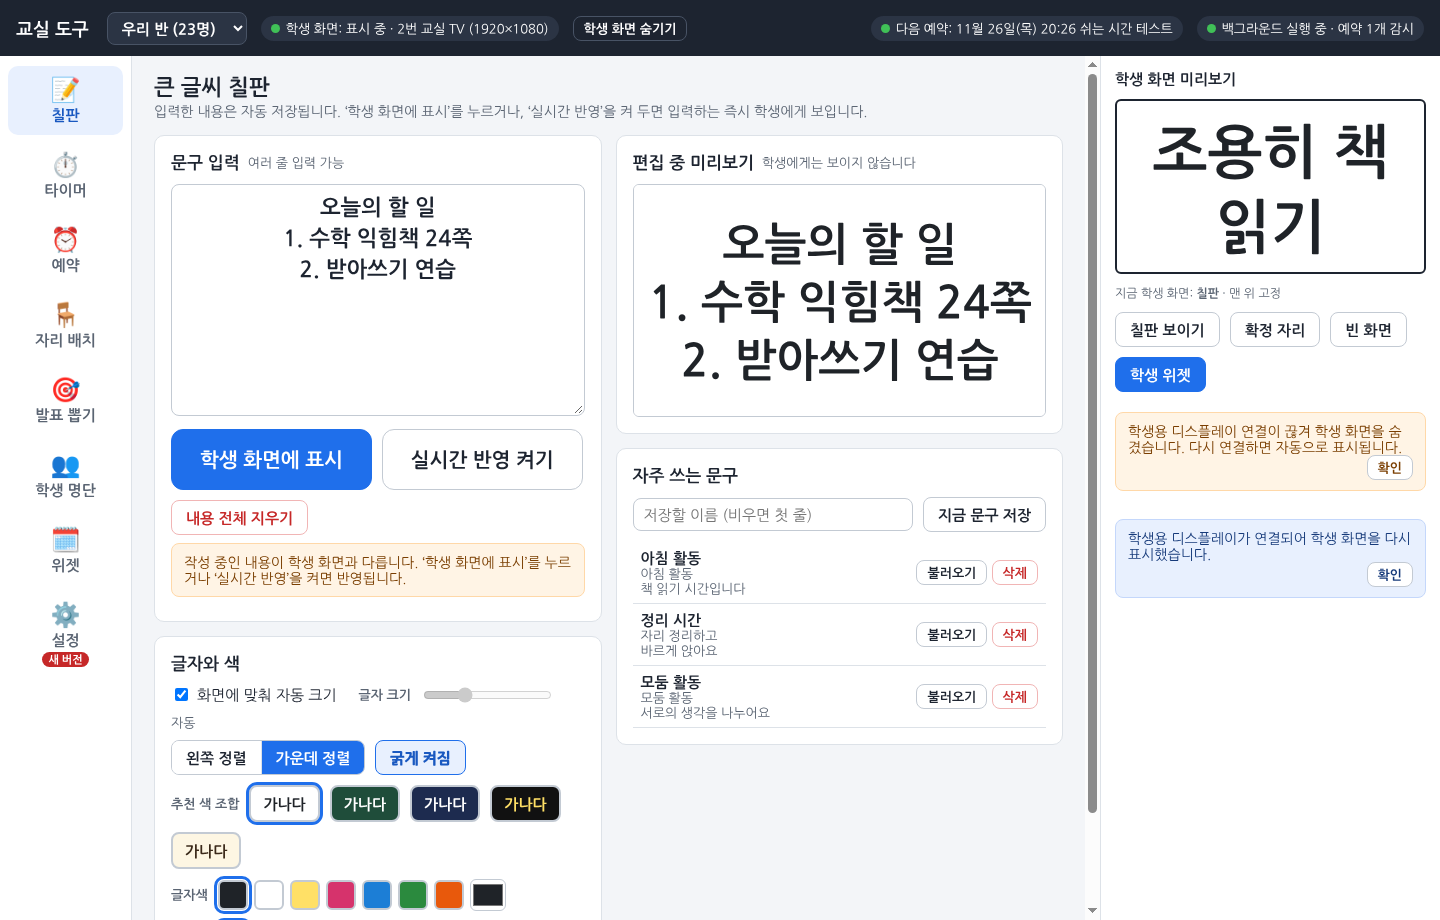 교실 도구
우리 반 (23명)
학생 화면: 표시 중 · 2번 교실 TV (1920×1080)
학생 화면 숨기기
다음 예약: 11월 26일(목) 20:26 쉬는 시간 테스트
백그라운드 실행 중 · 예약 1개 감시
칠판
타이머
예약
자리 배치
발표 뽑기
학생 명단
위젯
설정
새 버전
큰 글씨 칠판
입력한 내용은 자동 저장됩니다. ‘학생 화면에 표시’를 누르거나, ‘실시간 반영’을 켜 두면 입력하는 즉시 학생에게 보입니다.
문구 입력 여러 줄 입력 가능
오늘의 할 일
1. 수학 익힘책 24쪽
2. 받아쓰기 연습
학생 화면에 표시
실시간 반영 켜기
내용 전체 지우기
작성 중인 내용이 학생 화면과 다릅니다. ‘학생 화면에 표시’를 누르
거나 ‘실시간 반영’을 켜면 반영됩니다.
글자와 색
화면에 맞춰 자동 크기
글자 크기
자동
왼쪽 정렬
가운데 정렬
굵게 켜짐
추천 색 조합
가나다
가나다
가나다
가나다
가나다
글자색
편집 중 미리보기 학생에게는 보이지 않습니다
오늘의 할 일
1. 수학 익힘책 24쪽
2. 받아쓰기 연습
자주 쓰는 문구
저장할 이름 (비우면 첫 줄)
지금 문구 저장
아침 활동
아침 활동
책 읽기 시간입니다
불러오기
삭제
정리 시간
자리 정리하고
바르게 앉아요
불러오기
삭제
모둠 활동
모둠 활동
서로의 생각을 나누어요
불러오기
삭제
학생 화면 미리보기
조용히 책
읽기
지금 학생 화면: 칠판 · 맨 위 고정
칠판 보이기
확정 자리
빈 화면
학생 위젯
학생용 디스플레이 연결이 끊겨 학생 화면을 숨
겼습니다. 다시 연결하면 자동으로 표시됩니다.
확인
학생용 디스플레이가 연결되어 학생 화면을 다시
표시했습니다.
확인